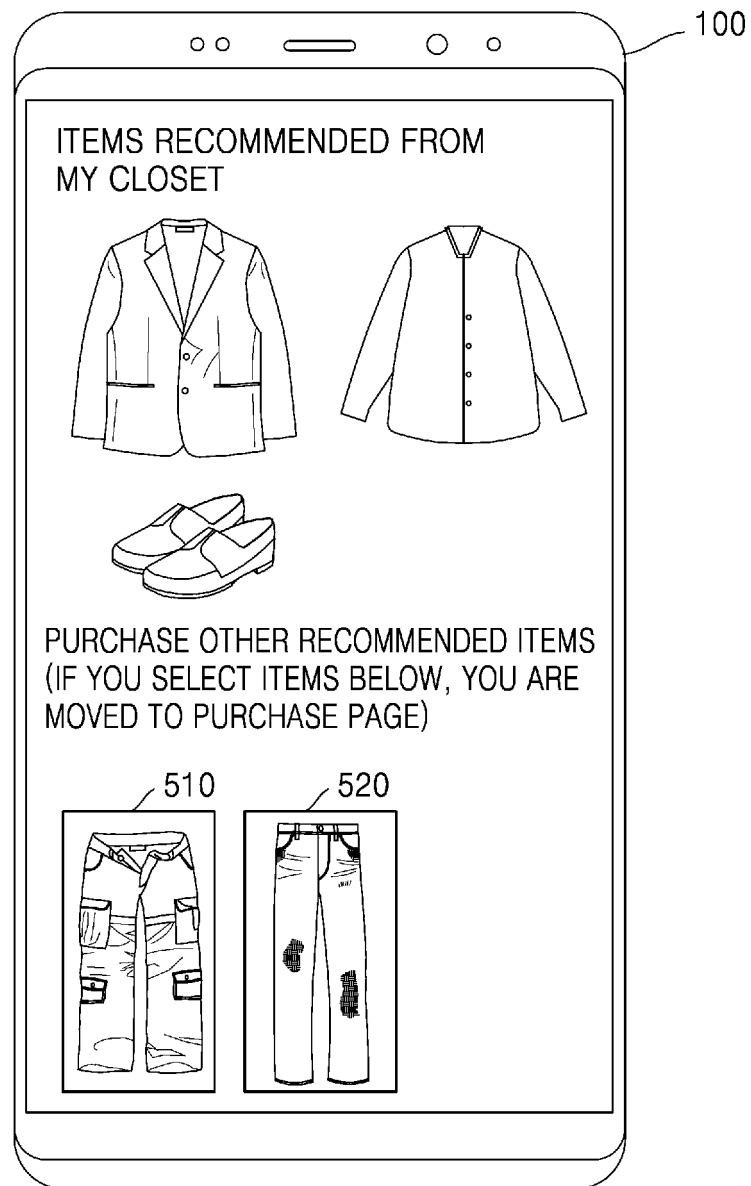 100
ITEMS RECOMMENDED FROM
MY CLOSET
PURCHASE OTHER RECOMMENDED ITEMS
(IF YOU SELECT ITEMS BELOW, YOU ARE
MOVED TO PURCHASE PAGE)
510 520